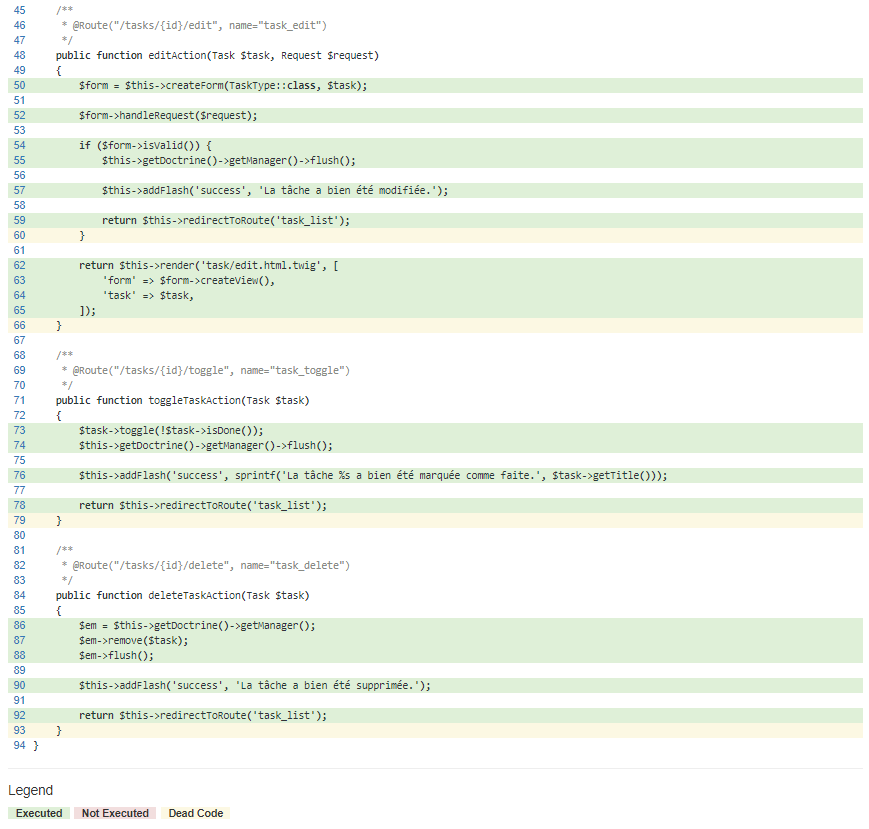 45 /**
46 * @Route("/tasks/{id}/edit", name="task_edit")
47 */
48 public function editAction(Task $task, Request $request)
49 {
50 $form = $this->createForm(TaskType::class, $task);
51
52 $form->handleRequest($request);
53
54 if ($form->isValid()) {
55 $this->getDoctrine()->getManager()->flush();
56
57 $this->addFlash('success', 'La tâche a bien été modifiée.');
58
59 return $this->redirectToRoute('task_list');
60 }
61
62 return $this->render('task/edit.html.twig', [
63 'form' => $form->createView(),
64 'task' => $task,
65 ]);
66 }
67
68 /**
69 * @Route("/tasks/{id}/toggle", name="task_toggle")
70 */
71 public function toggleTaskAction(Task $task)
72 {
73 $task->toggle(!$task->isDone());
74 $this->getDoctrine()->getManager()->flush();
75
76 $this->addFlash('success', sprintf('La tâche %s a bien été marquée comme faite.', $task->getTitle()));
77
78 return $this->redirectToRoute('task_list');
79 }
80
81 /**
82 * @Route("/tasks/{id}/delete", name="task_delete")
83 */
84 public function deleteTaskAction(Task $task)
85 {
86 $em = $this->getDoctrine()->getManager();
87 $em->remove($task);
88 $em->flush();
89
90 $this->addFlash('success', 'La tâche a bien été supprimée.');
91
92 return $this->redirectToRoute('task_list');
93 }
94 }
Legend
Executed Not Executed Dead Code